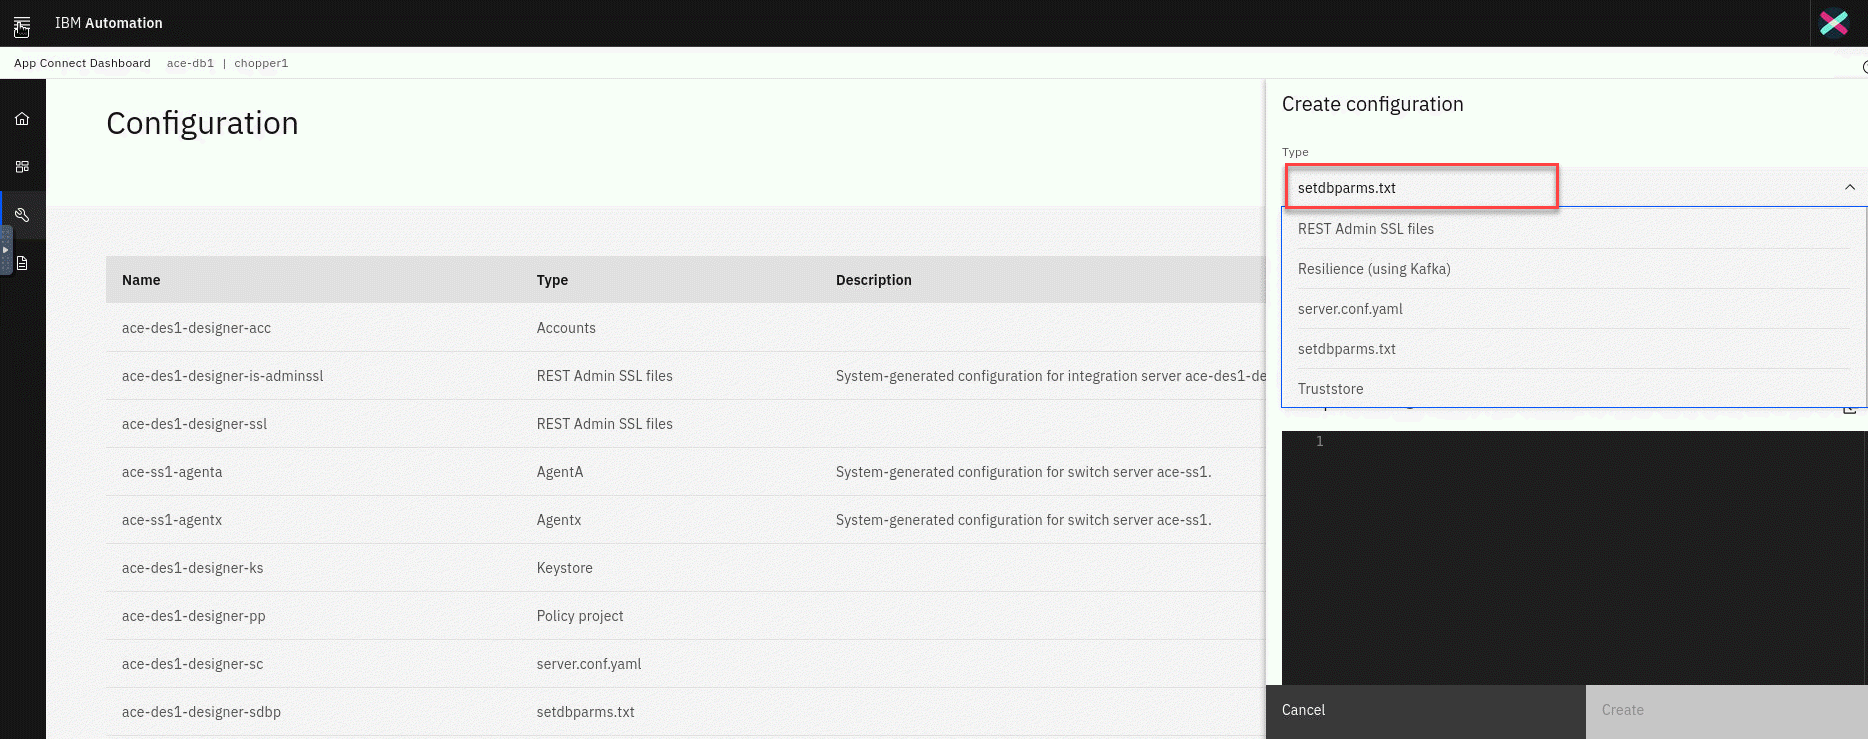 IBM Automation
App Connect Dashboard ace-db1 | chopper1
Configuration
Name Type Description
ace-des1-designer-acc Accounts
ace-des1-designer-is-adminssl REST Admin SSL files System-generated configuration for integration server ace-des1-de
ace-des1-designer-ssl REST Admin SSL files
ace-ss1-agenta AgentA System-generated configuration for switch server ace-ss1.
ace-ss1-agentx Agentx System-generated configuration for switch server ace-ss1.
ace-des1-designer-ks Keystore
ace-des1-designer-pp Policy project
ace-des1-designer-sc server.conf.yaml
ace-des1-designer-sdbp setdbparms.txt
Create configuration
Type
setdbparms.txt
REST Admin SSL files
Resilience (using Kafka)
server.conf.yaml
setdbparms.txt
Truststore
1
Cancel Create